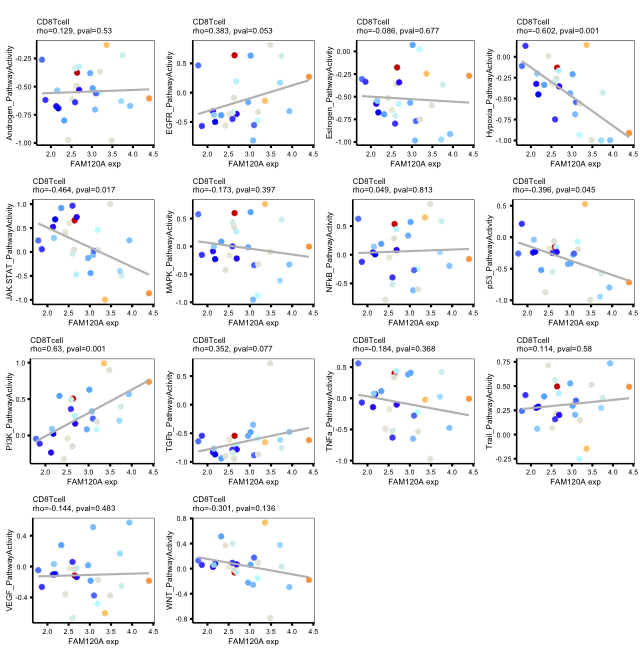 CD8Tcell
rho=0.129, pval=0.53
Androgen_PathwayActivity
-0.25
-0.50
-0.75
-1.00
2.0 2.5 3.0 3.5 4.0 4.5
FAM120A exp
CD8Tcell
rho=0.383, pval=0.053
EGFR_PathwayActivity
0.5
0.0
-0.5
2.0 2.5 3.0 3.5 4.0 4.5
FAM120A exp
CD8Tcell
rho=-0.086, pval=0.677
Estrogen_PathwayActivity
0.00
-0.25
-0.50
-0.75
-1.00
2.0 2.5 3.0 3.5 4.0 4.5
FAM120A exp
CD8Tcell
rho=-0.602, pval=0.001
Hypoxia_PathwayActivity
0.00
-0.25
-0.50
-0.75
-1.00
2.0 2.5 3.0 3.5 4.0 4.5
FAM120A exp
CD8Tcell
rho=-0.464, pval=0.017
JAK-STAT_PathwayActivity
1.0
0.5
0.0
-0.5
-1.0
2.0 2.5 3.0 3.5 4.0 4.5
FAM120A exp
CD8Tcell
rho=-0.173, pval=0.397
MAPK_PathwayActivity
0.5
0.0
-0.5
-1.0
2.0 2.5 3.0 3.5 4.0 4.5
FAM120A exp
CD8Tcell
rho=0.049, pval=0.813
NFkB_PathwayActivity
0.5
0.0
-0.5
2.0 2.5 3.0 3.5 4.0 4.5
FAM120A exp
CD8Tcell
rho=-0.396, pval=0.045
p53_PathwayActivity
0.5
0.0
-0.5
-1.0
2.0 2.5 3.0 3.5 4.0 4.5
FAM120A exp
CD8Tcell
rho=0.63, pval=0.001
PI3K_PathwayActivity
1.0
0.5
0.0
2.0 2.5 3.0 3.5 4.0 4.5
FAM120A exp
CD8Tcell
rho=0.352, pval=0.077
TGFb_PathwayActivity
0.5
0.0
-0.5
-1.0
2.0 2.5 3.0 3.5 4.0 4.5
FAM120A exp
CD8Tcell
rho=-0.184, pval=0.368
TNFa_PathwayActivity
0.5
0.0
-0.5
-1.0
2.0 2.5 3.0 3.5 4.0 4.5
FAM120A exp
CD8Tcell
rho=0.114, pval=0.58
Trail_PathwayActivity
0.75
0.50
0.25
0.00
-0.25
2.0 2.5 3.0 3.5 4.0 4.5
FAM120A exp
CD8Tcell
rho=-0.144, pval=0.483
VEGF_PathwayActivity
0.4
0.0
-0.4
2.0 2.5 3.0 3.5 4.0 4.5
FAM120A exp
CD8Tcell
rho=-0.301, pval=0.136
WNT_PathwayActivity
0.8
0.4
0.0
-0.4
-0.8
2.0 2.5 3.0 3.5 4.0 4.5
FAM120A exp